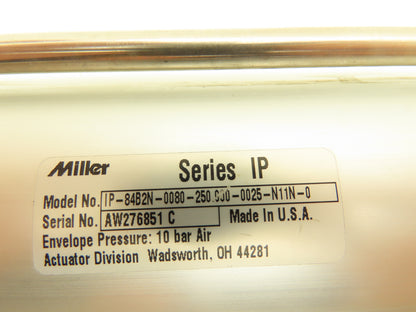 Miller Series IP
Model No. IP-84B2N-0080-250.000-0025-N11N-0
Serial No. AW276851 C Made In U.S.A.
Envelope Pressure: 10 bar Air
Actuator Division Wadsworth, OH 44281